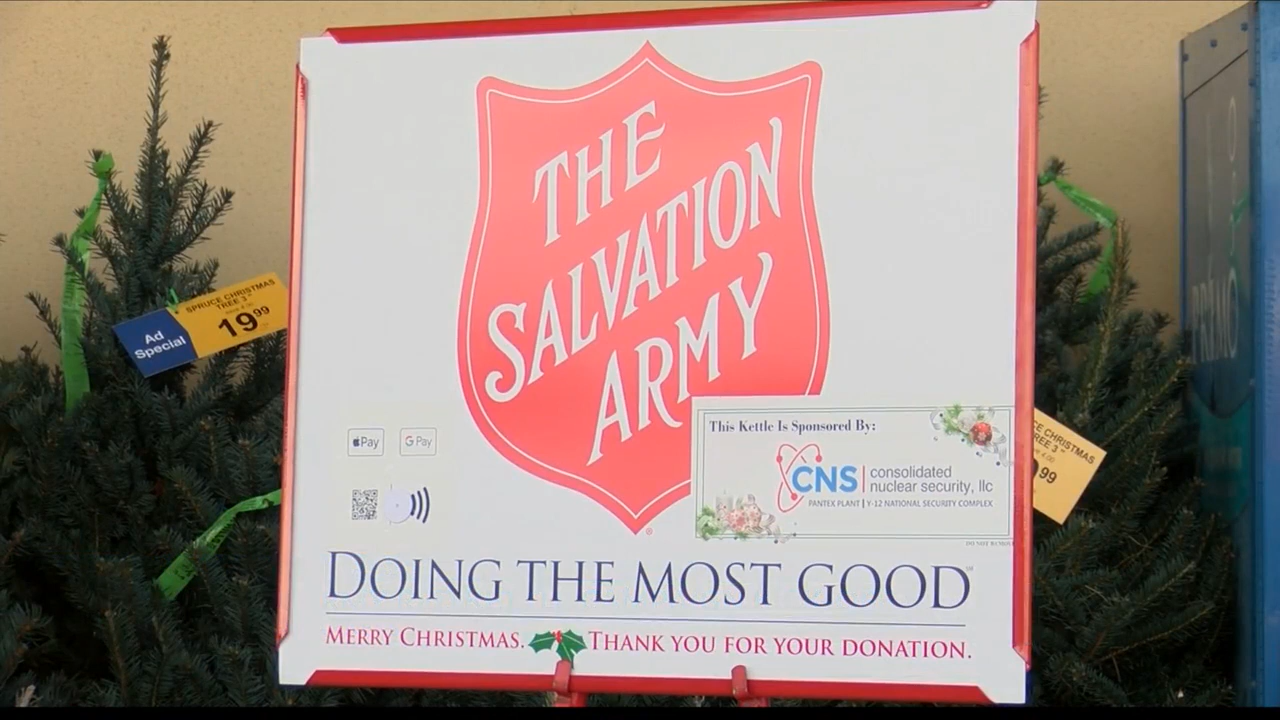 THE
SALVATION
ARMY
Ad
Special
SPRUCE CHRISTMAS
TREE 3
19 99
Pay
G Pay
This Kettle Is Sponsored By:
CNS consolidated
nuclear security, llc
PANTEX PLANT | Y-12 NATIONAL SECURITY COMPLEX
DO NOT REMOVE
CE CHRISTMAS
REE 3
99
PRIMO
DOING THE MOST GOOD
MERRY CHRISTMAS. THANK YOU FOR YOUR DONATION.